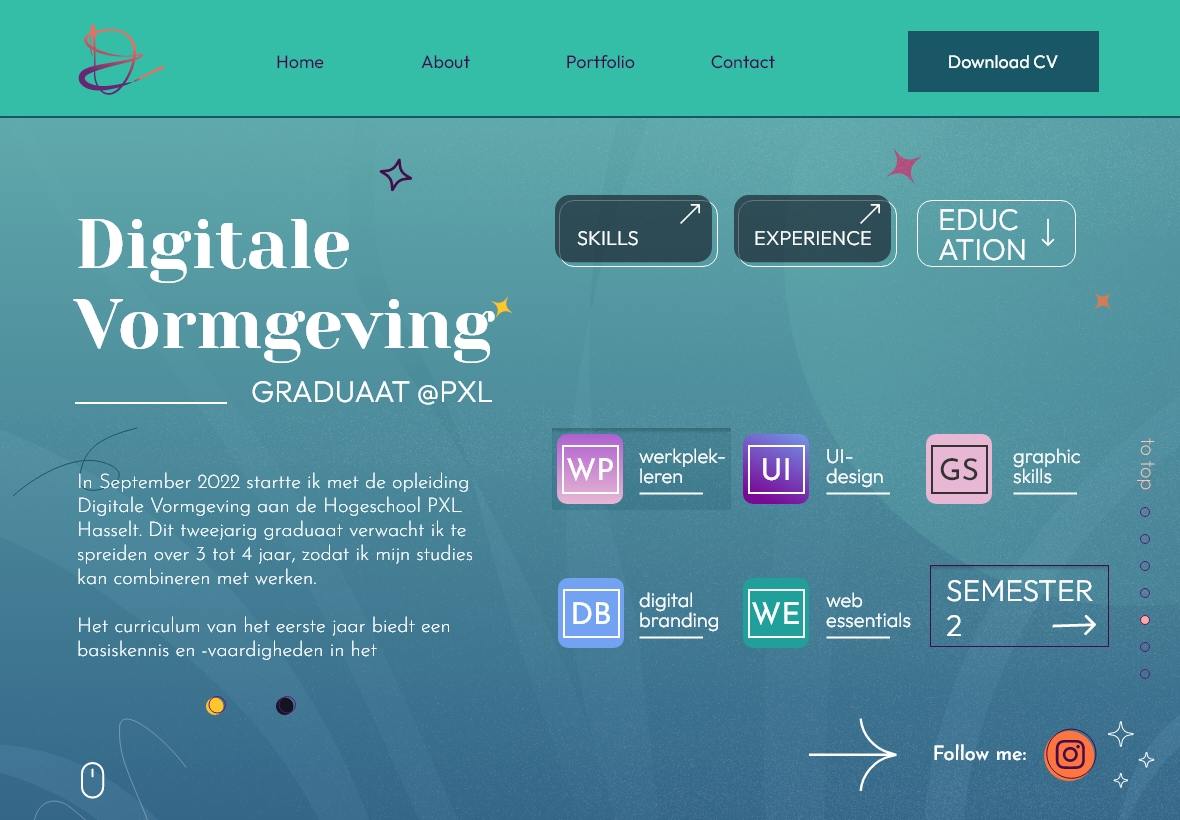 Home
About
Portfolio
Contact
Download CV
Digitale
Vormgeving
GRADUAAT @PXL
In September 2022 startte ik met de opleiding
Digitale Vormgeving aan de Hogeschool PXL
Hasselt. Dit tweejarig graduaat verwacht ik te
spreiden over 3 tot 4 jaar, zodat ik mijn studies
kan combineren met werken.
Het curriculum van het eerste jaar biedt een
basiskennis en -vaardigheden in het
SKILLS
EXPERIENCE
EDUC
ATION
WP
werkplek-
leren
UI
UI-
design
GS
graphic
skills
DB
digital
branding
WE
web
essentials
SEMESTER
2
to top
Follow me: